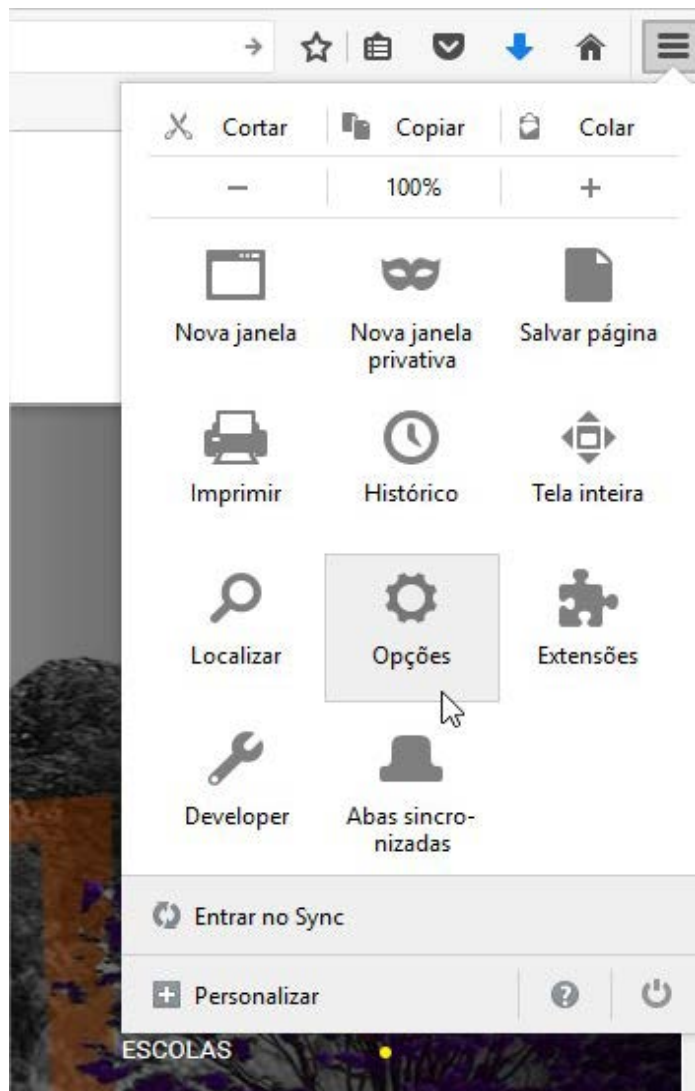 Cortar Copiar Colar
− 100% +
Nova janela Nova janela privativa Salvar página
Imprimir Histórico Tela inteira
Localizar Opções Extensões
Developer Abas sincro-
nizadas
Entrar no Sync
Personalizar ?
ESCOLAS